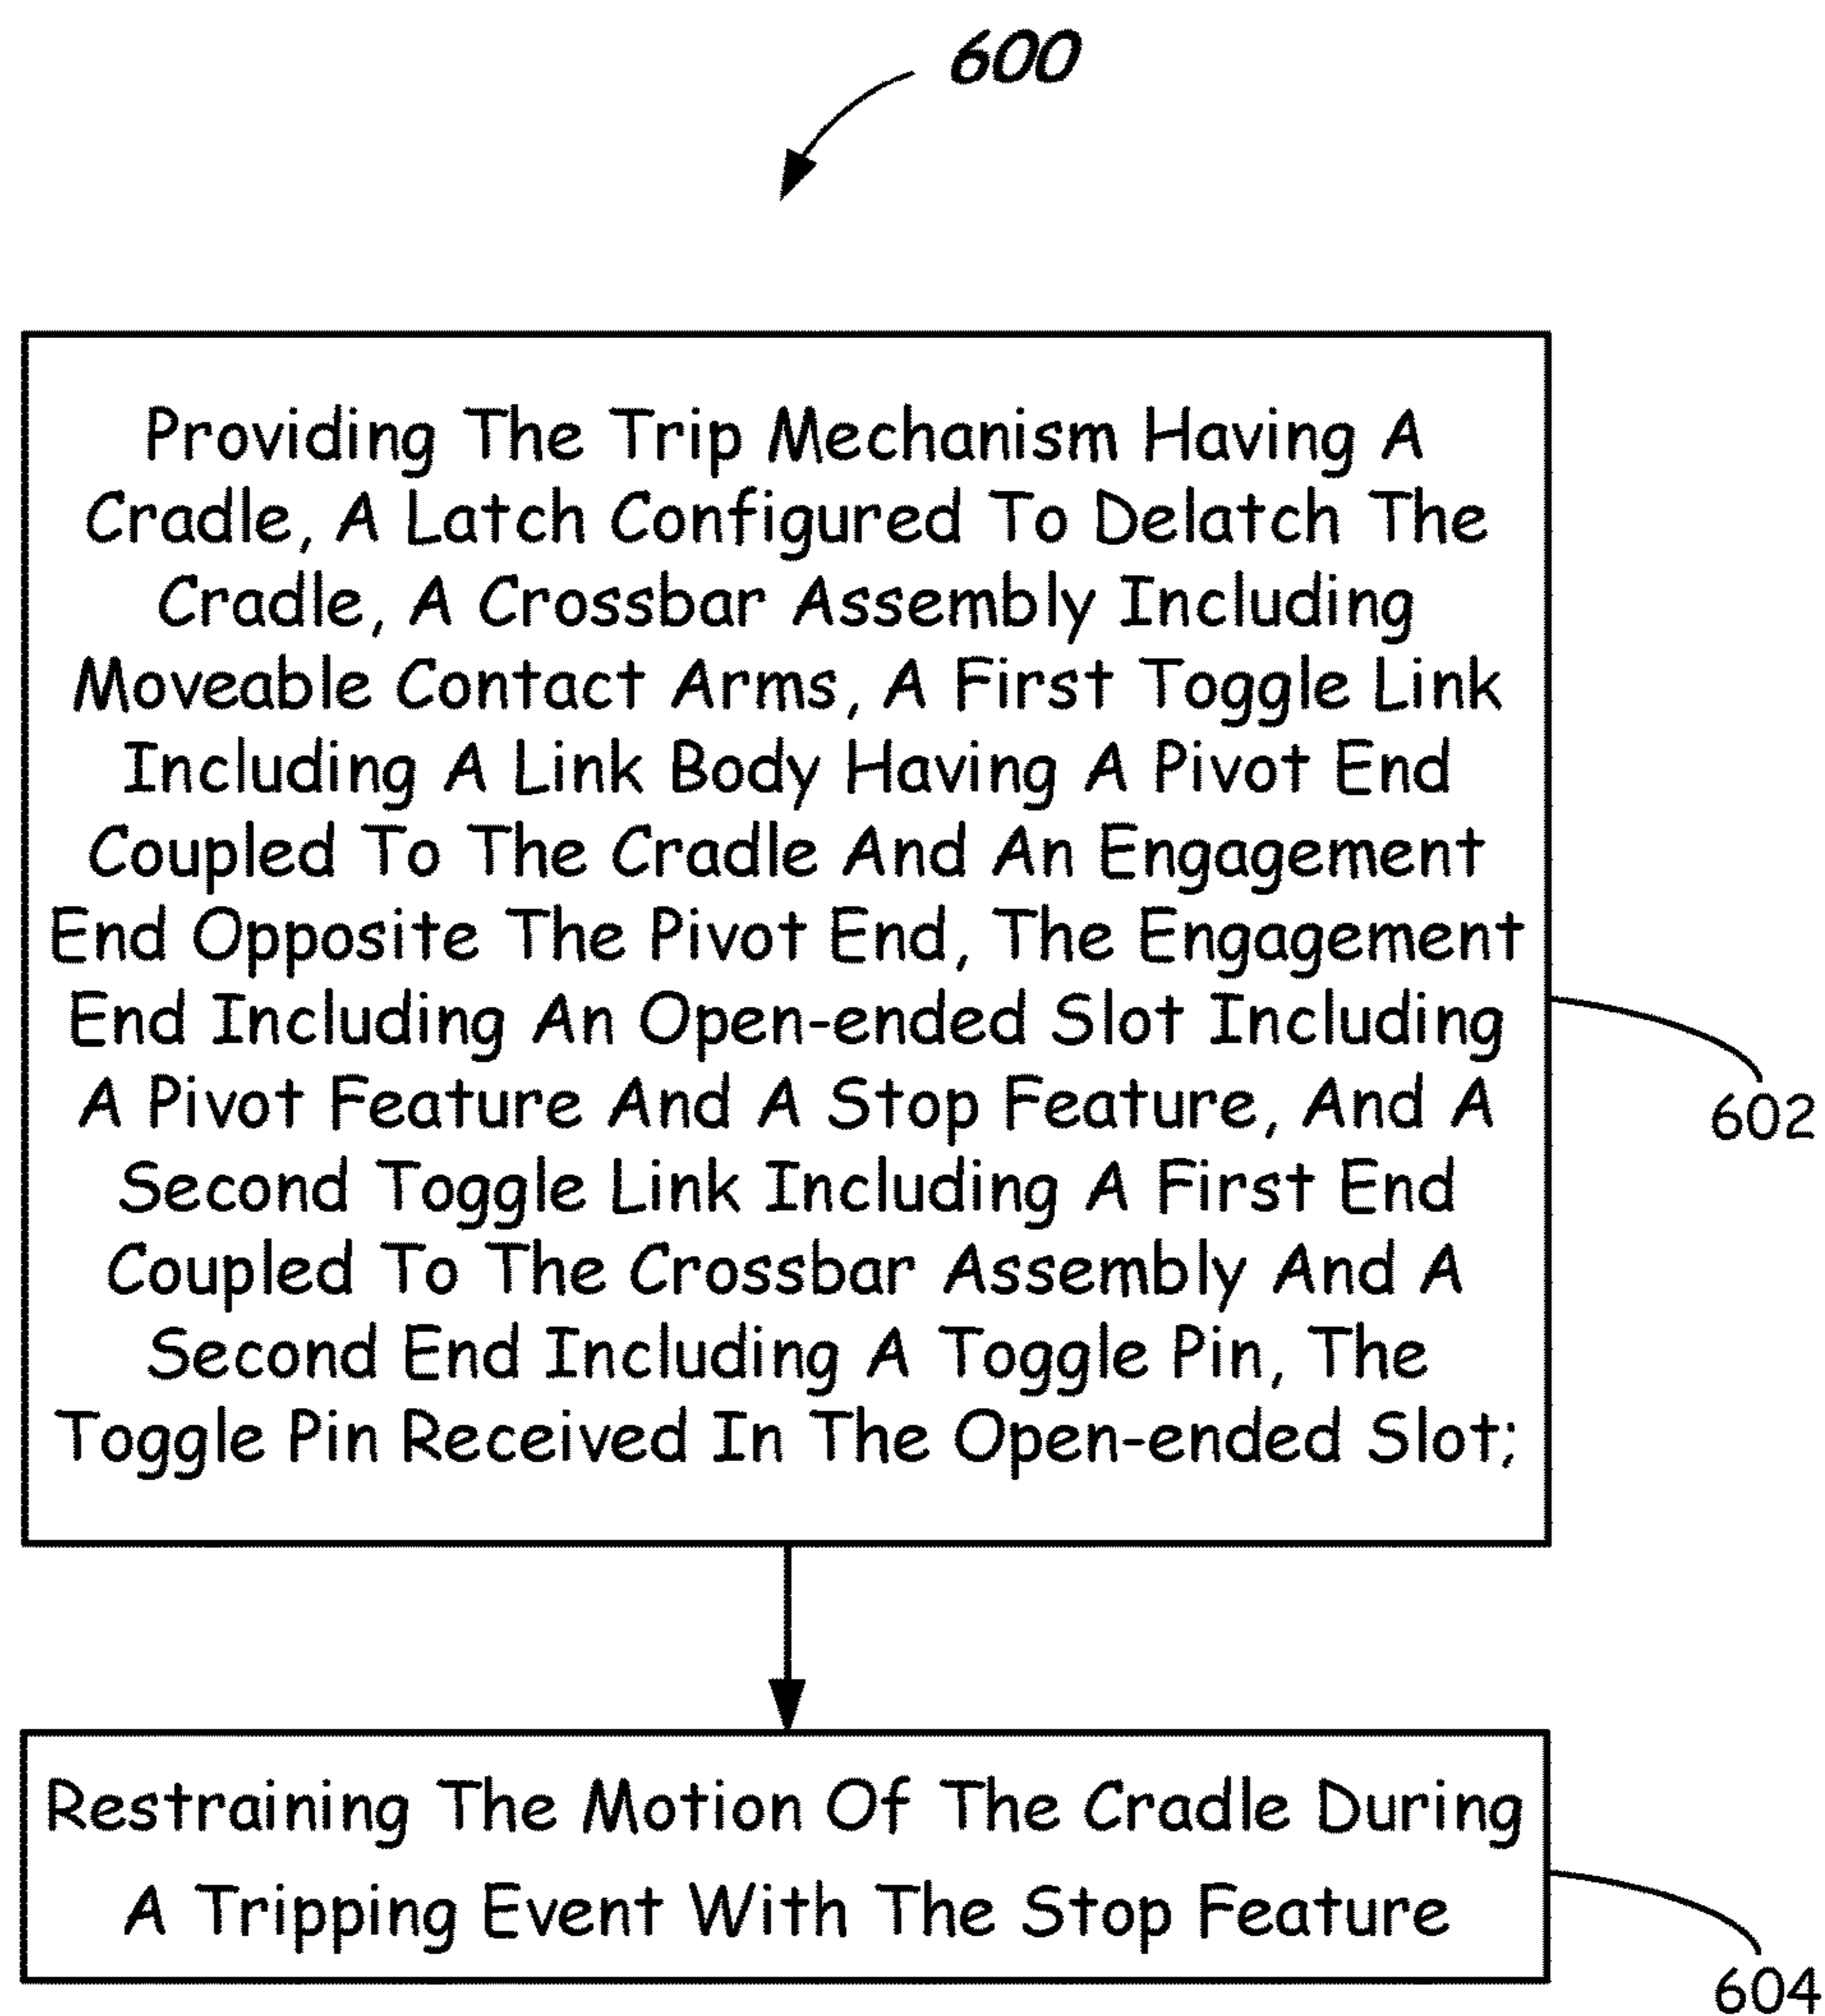 600
Providing The Trip Mechanism Having A
Cradle, A Latch Configured To Delatch The
Cradle, A Crossbar Assembly Including
Moveable Contact Arms, A First Toggle Link
Including A Link Body Having A Pivot End
Coupled To The Cradle And An Engagement
End Opposite The Pivot End, The Engagement
End Including An Open-ended Slot Including
A Pivot Feature And A Stop Feature, And A
Second Toggle Link Including A First End
Coupled To The Crossbar Assembly And A
Second End Including A Toggle Pin, The
Toggle Pin Received In The Open-ended Slot;
602
Restraining The Motion Of The Cradle During
A Tripping Event With The Stop Feature
604